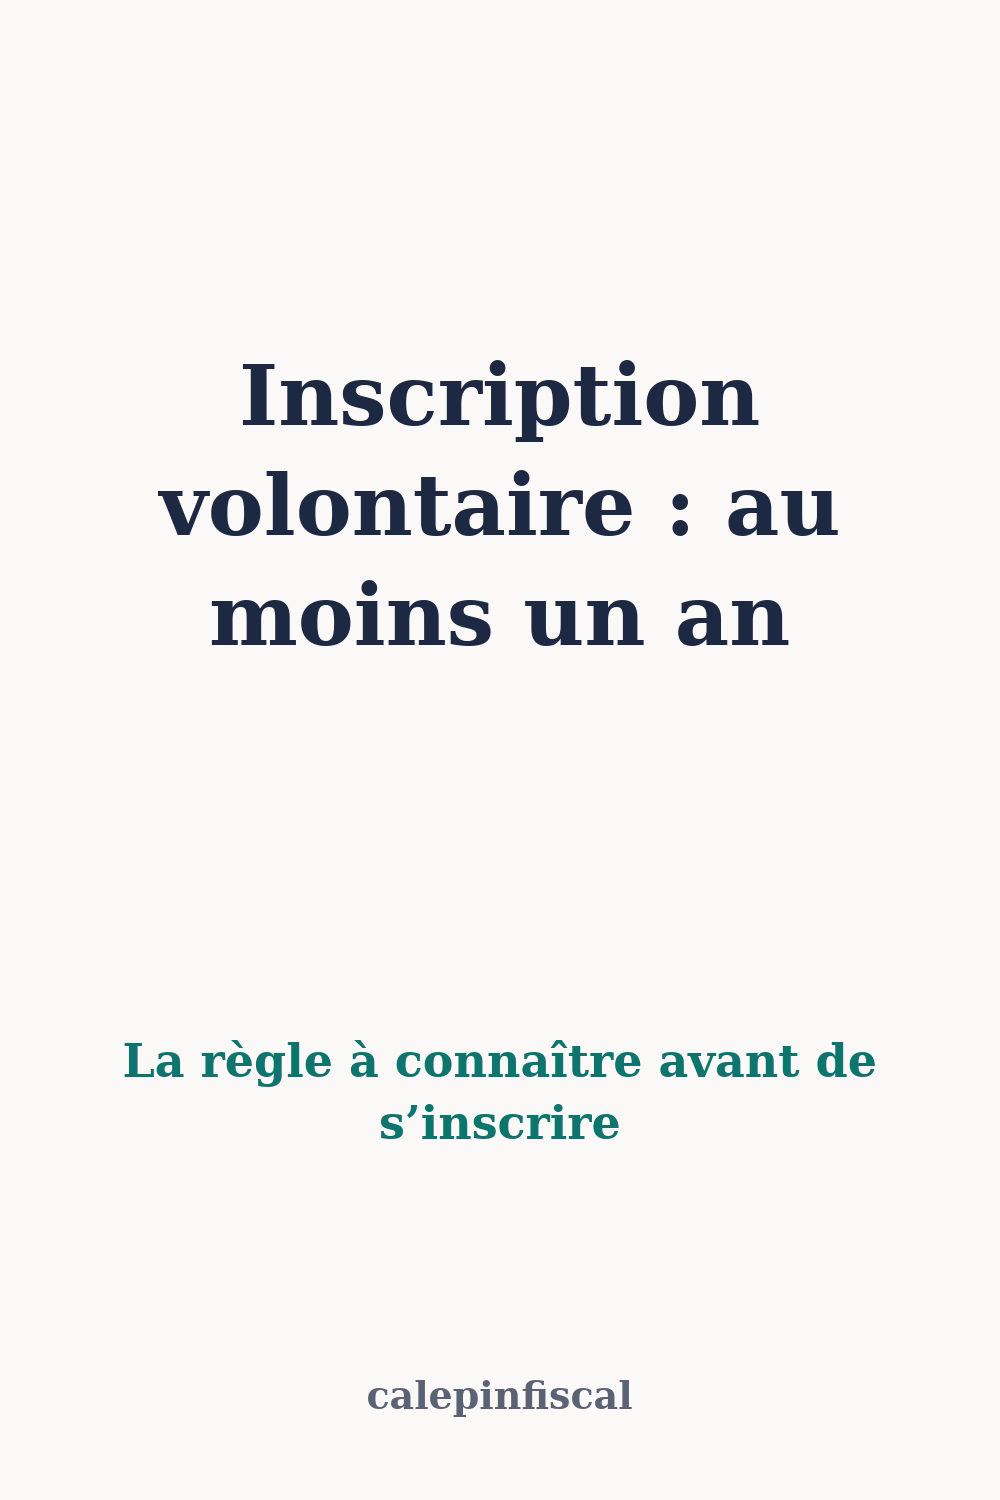 Inscription
volontaire : au
moins un an
La règle à connaître avant de
s’inscrire
calepinfiscal